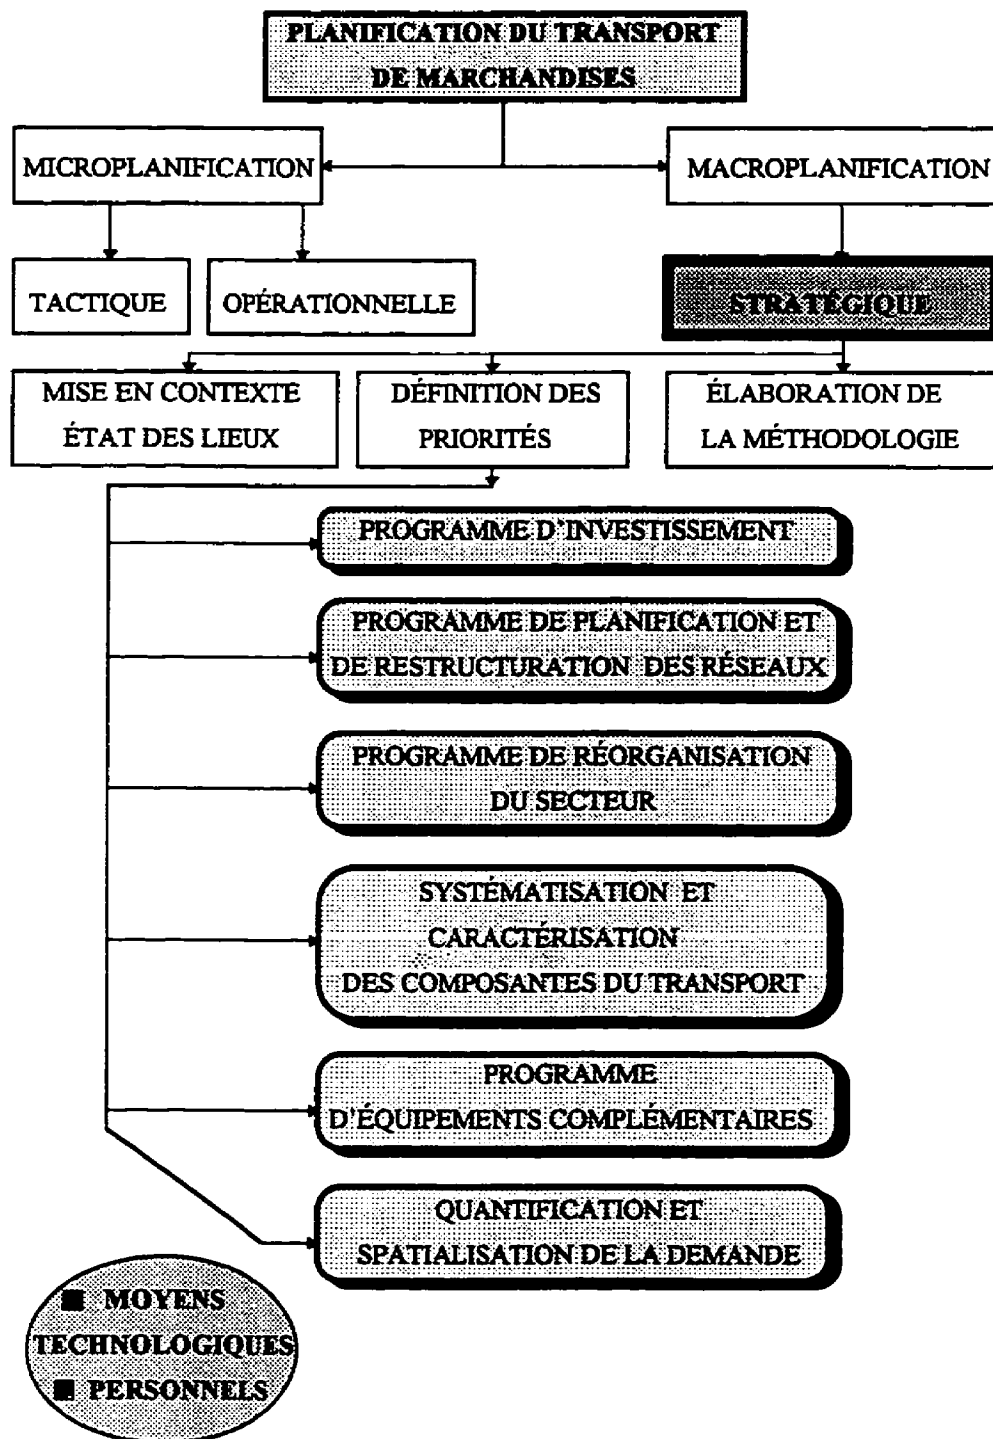 PLANIFICATION DU TRANSPORT
DE MARCHANDISES
MICROPLANIFICATION
MACROPLANIFICATION
TACTIQUE
OPÉRATIONNELLE
STRATÉGIQUE
MISE EN CONTEXTE
ÉTAT DES LIEUX
DÉFINITION DES
PRIORITÉS
ÉLABORATION DE
LA MÉTHODOLOGIE
PROGRAMME D'INVESTISSEMENT
PROGRAMME DE PLANIFICATION ET
DE RESTRUCTURATION DES RÉSEAUX
PROGRAMME DE RÉORGANISATION
DU SECTEUR
SYSTÉMATISATION ET
CARACTÉRISATION
DES COMPOSANTES DU TRANSPORT
PROGRAMME
D'ÉQUIPEMENTS COMPLÉMENTAIRES
QUANTIFICATION ET
SPATIALISATION DE LA DEMANDE
■ MOYENS
TECHNOLOGIQUES
■ PERSONNELS